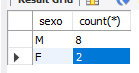 Result Grid
sexo count(*)
M 8
F 2